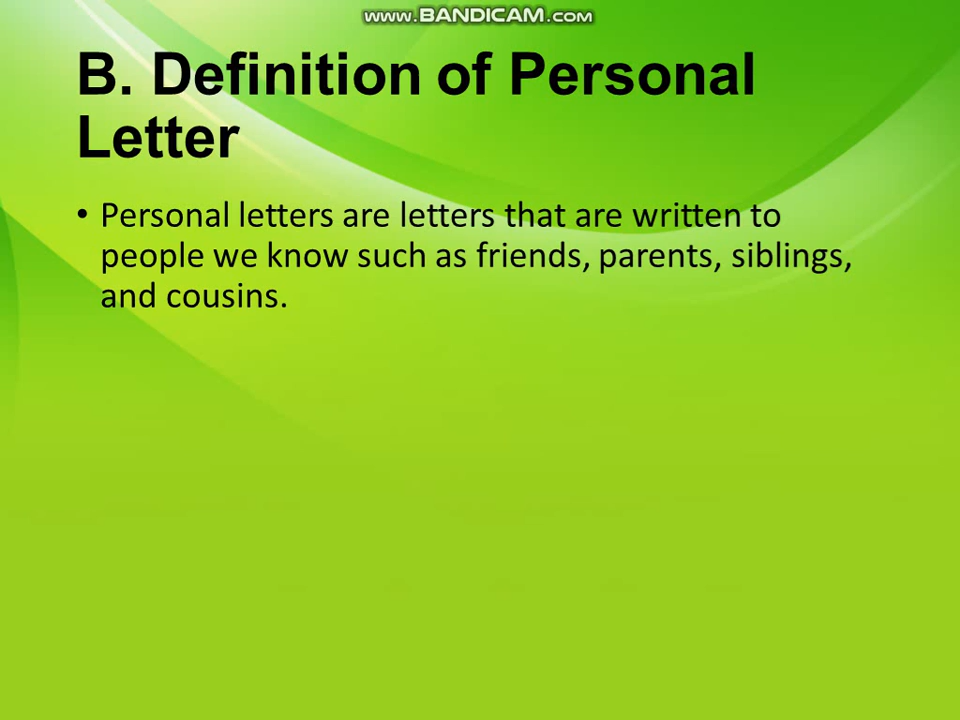 www.BANDICAM.com
B. Definition of Personal
Letter
• Personal letters are letters that are written to
people we know such as friends, parents, siblings,
and cousins.